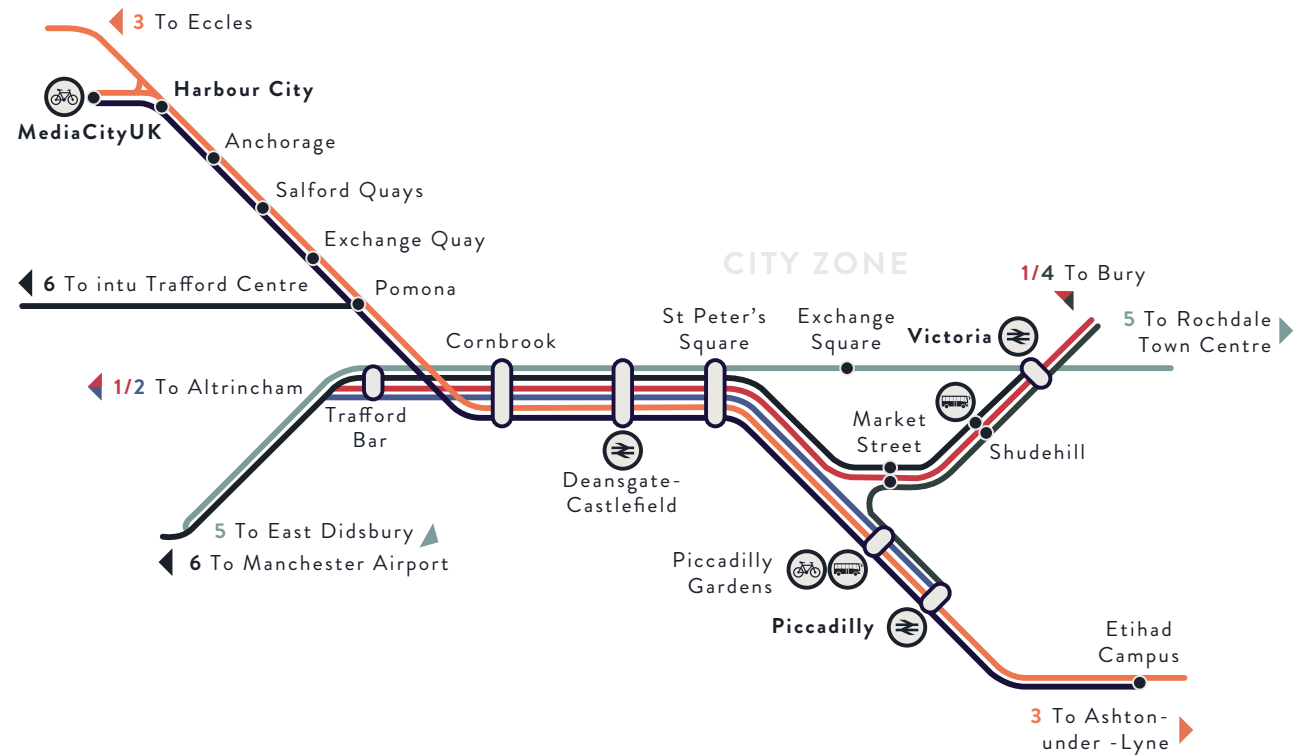 3 To Eccles
Harbour City
MediaCityUK
Anchorage
Salford Quays
Exchange Quay
6 To intu Trafford Centre
Pomona
CITY ZONE
1/4 To Bury
5 To Rochdale
Town Centre
St Peter's
Square
Exchange
Square
Victoria
Cornbrook
1/2 To Altrincham
Trafford
Bar
Market
Street
Shudehill
Deansgate-
Castlefield
5 To East Didsbury
6 To Manchester Airport
Piccadilly
Gardens
Piccadilly
Etihad
Campus
3 To Ashton-
under -Lyne